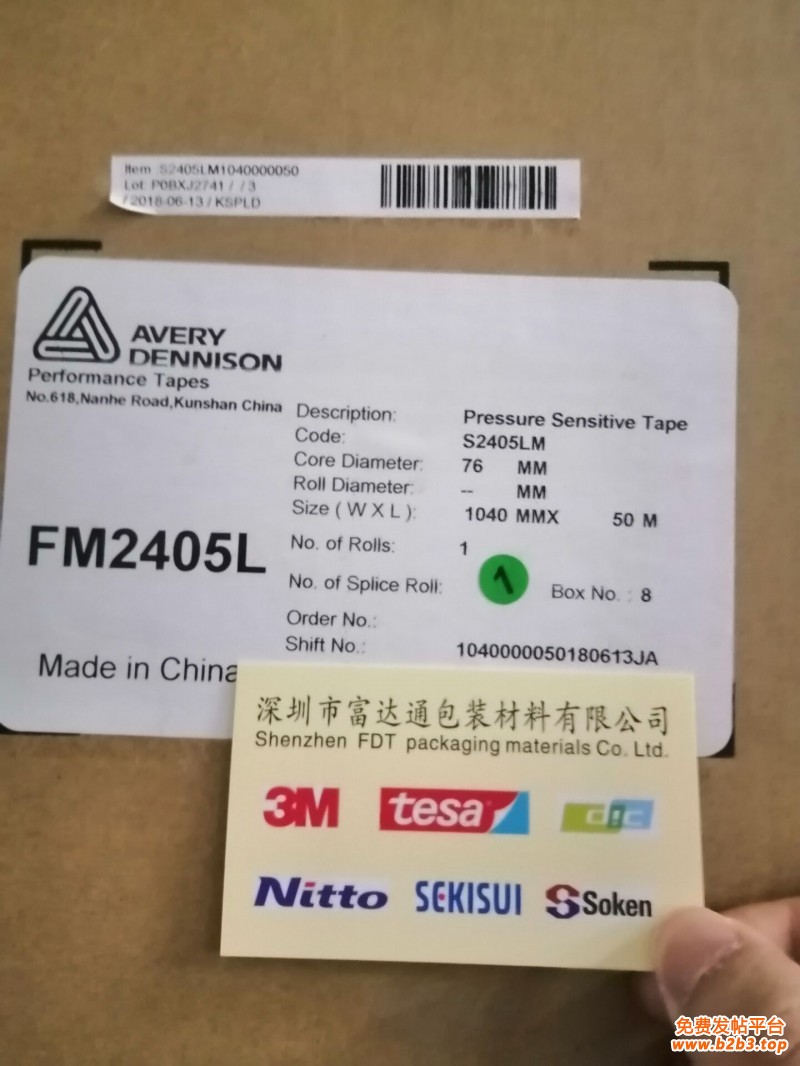 Item :S2405LM1040000050
Lot: P0BXJ2741 / / 3
/ 2018-06-13 / KSPLD
AVERY
DENNISON
Performance Tapes
No.618,Nanhe Road,Kunshan China
FM2405L
Made in China
Description: Pressure Sensitive Tape
Code: S2405LM
Core Diameter: 76 MM
Roll Diameter: -- MM
Size ( W X L ): 1040 MMX 50 M
No. of Rolls: 1
No. of Splice Roll: 1 Box No. : 8
Order No.:
Shift No.: 1040000050180613JA
深圳市富达通包装材料有限公司
Shenzhen FDT packaging materials Co. Ltd.
3M tesa dic
Nitto SEKISUI Soken
免费发帖平台
www.b2b3.top